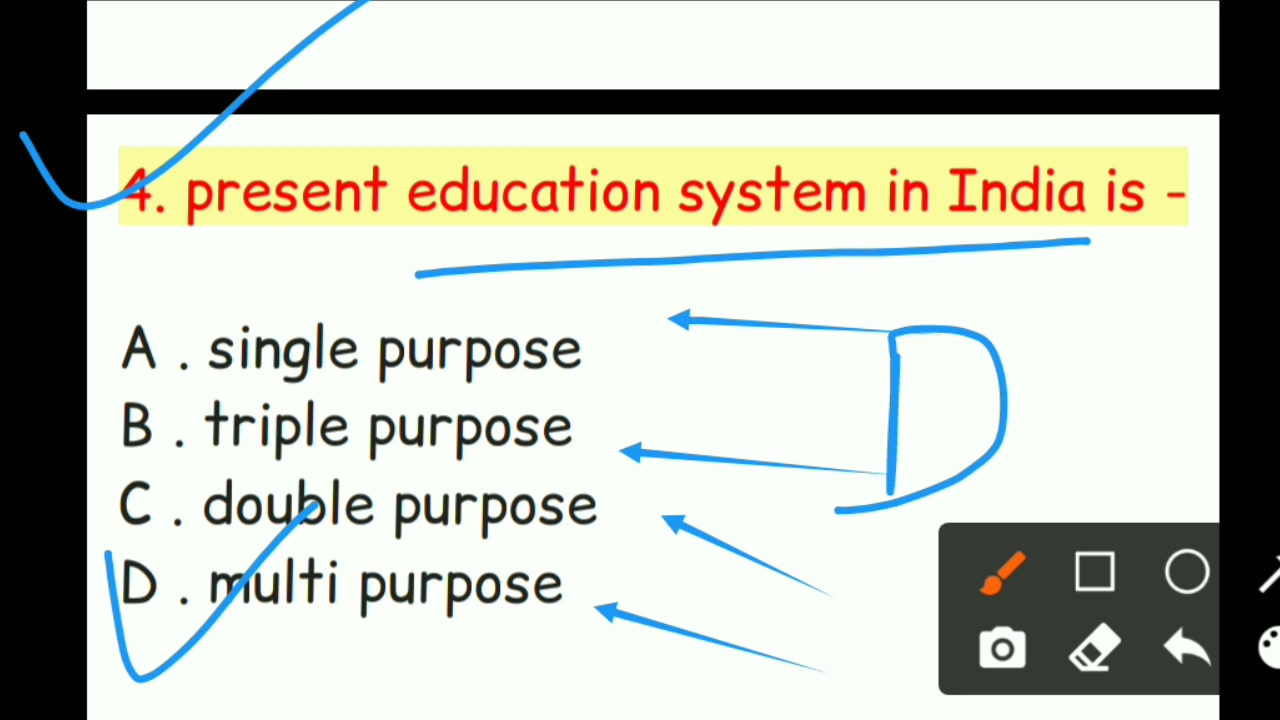 4. present education system in India is -
A . single purpose
D
B . triple purpose
C . double purpose
D . multi purpose